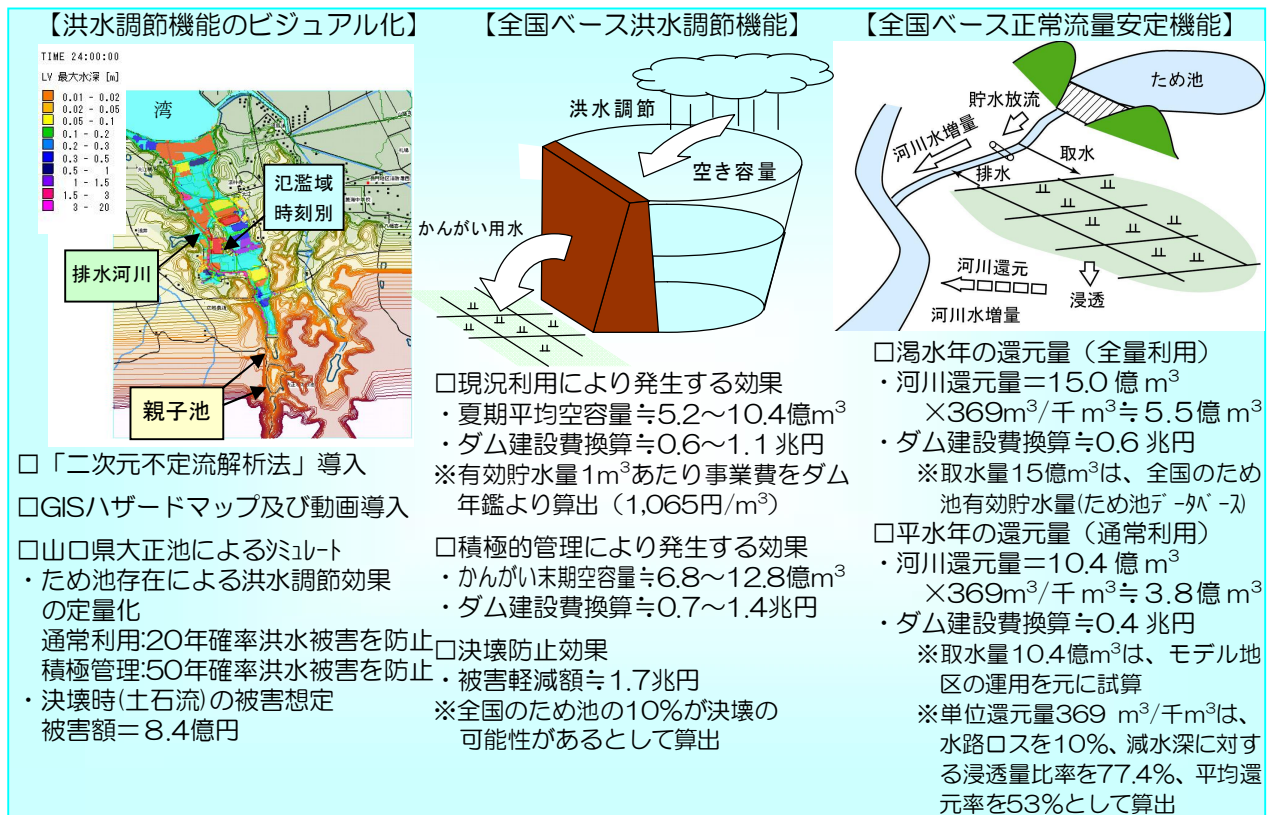 【洪水調節機能のビジュアル化】
TIME 24:00:00
LV 最大水深 [m]
0.01 - 0.02
0.02 - 0.05
0.05 - 0.1
0.1 - 0.2
0.2 - 0.3
0.3 - 0.5
0.5 - 1
1 - 1.5
1.5 - 3
3 - 20
湾
氾濫域
時刻別
排水河川
親子池
□「二次元不定流解析法」導入
□GISハザードマップ及び動画導入
□山口県大正池によるｼﾐｭﾚｰﾄ
・ため池存在による洪水調節効果
の定量化
通常利用:20年確率洪水被害を防止
積極管理:50年確率洪水被害を防止
・決壊時(土石流)の被害想定
被害額＝8.4億円
【全国ベース洪水調節機能】
洪水調節
空き容量
かんがい用水
□現況利用により発生する効果
・夏期平均空容量≒5.2～10.4億m³
・ダム建設費換算≒0.6～1.1兆円
※有効貯水量1m³あたり事業費をダム
年鑑より算出（1,065円/m³）
□積極的管理により発生する効果
・かんがい末期空容量≒6.8～12.8億m³
・ダム建設費換算≒0.7～1.4兆円
□決壊防止効果
・被害軽減額≒1.7兆円
※全国のため池の10%が決壊の
可能性があるとして算出
【全国ベース正常流量安定機能】
ため池
貯水放流
河川水増量
取水
排水
河川還元
浸透
河川水増量
□渇水年の還元量（全量利用）
・河川還元量＝15.0億m³
×369m³/千m³≒5.5億m³
・ダム建設費換算≒0.6兆円
※取水量15億m³は、全国のため
池有効貯水量(ため池ﾃﾞｰﾀﾍﾞｰｽ)
□平水年の還元量（通常利用）
・河川還元量＝10.4億m³
×369m³/千m³≒3.8億m³
・ダム建設費換算≒0.4兆円
※取水量10.4億m³は、モデル地
区の運用を元に試算
※単位還元量369 m³/千m³は、
水路ロスを10%、減水深に対す
る浸透量比率を77.4%、平均還
元率を53%として算出